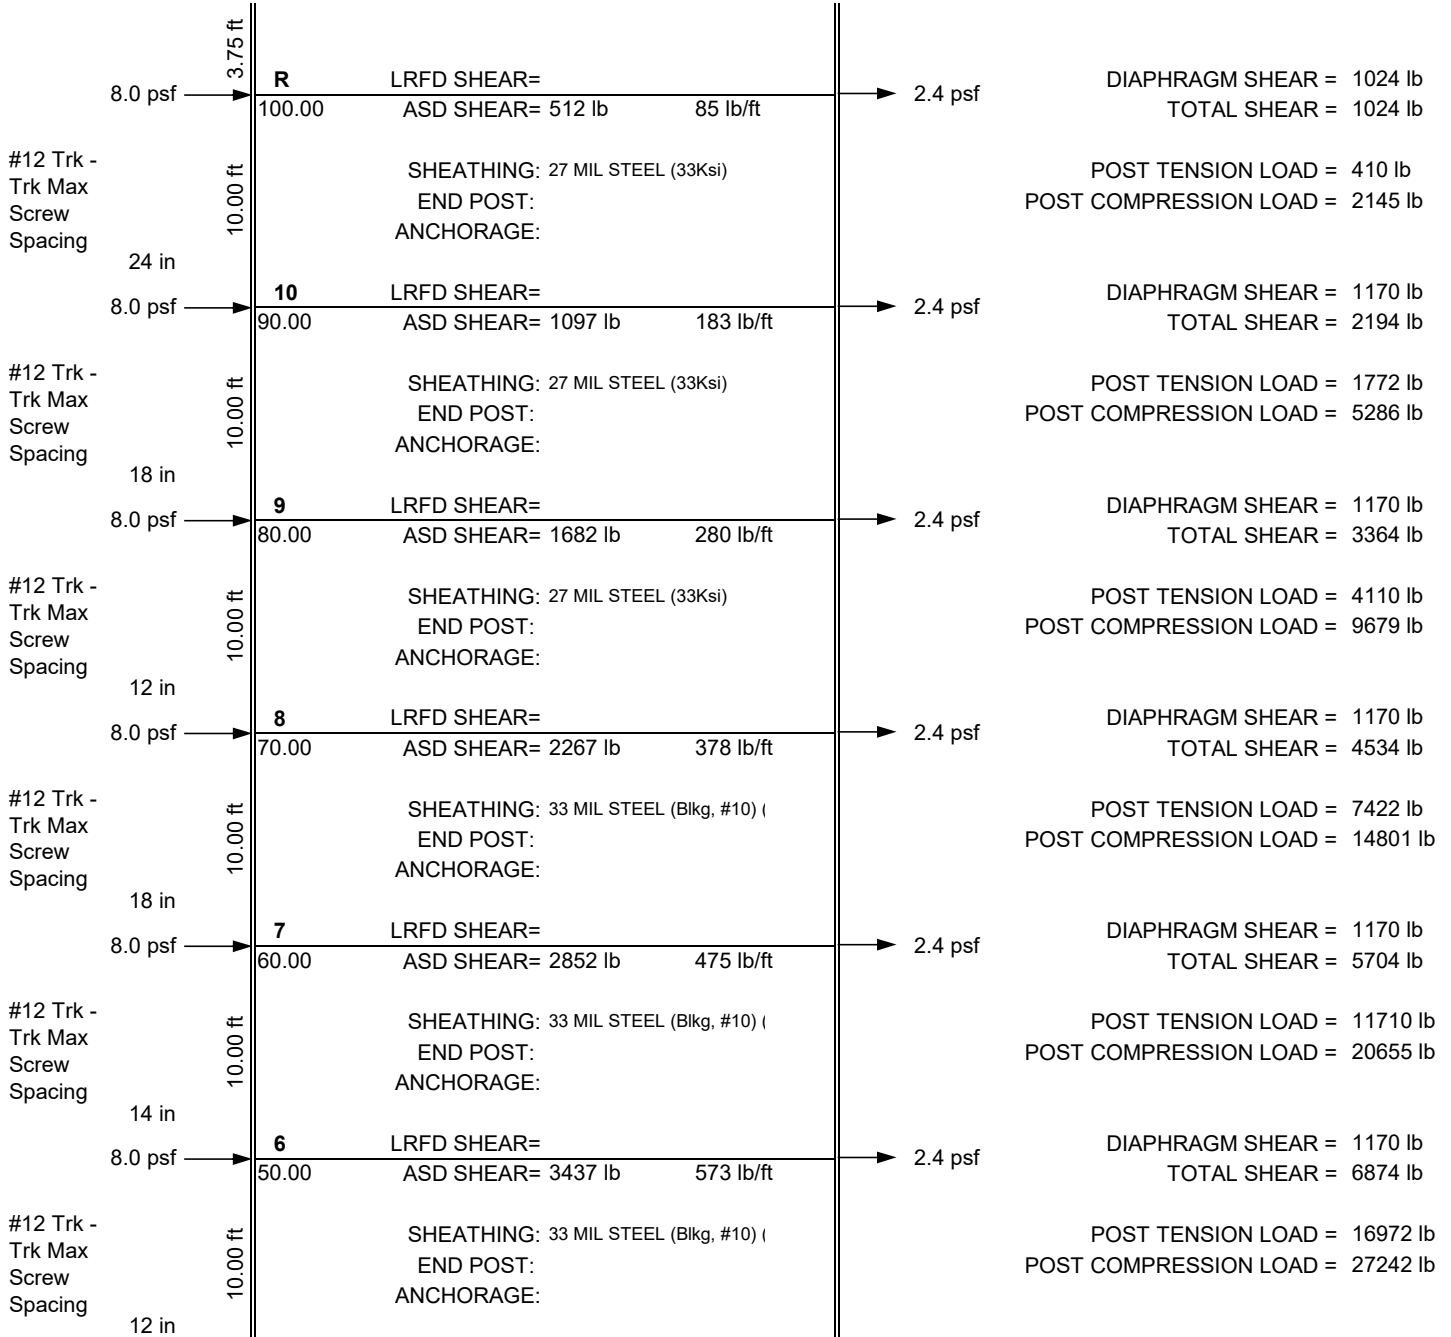 3.75 ft
R LRFD SHEAR= DIAPHRAGM SHEAR = 1024 lb
8.0 psf 2.4 psf
100.00 ASD SHEAR= 512 lb 85 lb/ft TOTAL SHEAR = 1024 lb
#12 Trk -
Trk Max
Screw
Spacing
24 in
10.00 ft
SHEATHING: 27 MIL STEEL (33Ksi) POST TENSION LOAD = 410 lb
END POST: POST COMPRESSION LOAD = 2145 lb
ANCHORAGE:
10 LRFD SHEAR= DIAPHRAGM SHEAR = 1170 lb
8.0 psf 2.4 psf
90.00 ASD SHEAR= 1097 lb 183 lb/ft TOTAL SHEAR = 2194 lb
#12 Trk -
Trk Max
Screw
Spacing
18 in
10.00 ft
SHEATHING: 27 MIL STEEL (33Ksi) POST TENSION LOAD = 1772 lb
END POST: POST COMPRESSION LOAD = 5286 lb
ANCHORAGE:
9 LRFD SHEAR= DIAPHRAGM SHEAR = 1170 lb
8.0 psf 2.4 psf
80.00 ASD SHEAR= 1682 lb 280 lb/ft TOTAL SHEAR = 3364 lb
#12 Trk -
Trk Max
Screw
Spacing
12 in
10.00 ft
SHEATHING: 27 MIL STEEL (33Ksi) POST TENSION LOAD = 4110 lb
END POST: POST COMPRESSION LOAD = 9679 lb
ANCHORAGE:
8 LRFD SHEAR= DIAPHRAGM SHEAR = 1170 lb
8.0 psf 2.4 psf
70.00 ASD SHEAR= 2267 lb 378 lb/ft TOTAL SHEAR = 4534 lb
#12 Trk -
Trk Max
Screw
Spacing
18 in
10.00 ft
SHEATHING: 33 MIL STEEL (Blkg, #10) ( POST TENSION LOAD = 7422 lb
END POST: POST COMPRESSION LOAD = 14801 lb
ANCHORAGE:
7 LRFD SHEAR= DIAPHRAGM SHEAR = 1170 lb
8.0 psf 2.4 psf
60.00 ASD SHEAR= 2852 lb 475 lb/ft TOTAL SHEAR = 5704 lb
#12 Trk -
Trk Max
Screw
Spacing
14 in
10.00 ft
SHEATHING: 33 MIL STEEL (Blkg, #10) ( POST TENSION LOAD = 11710 lb
END POST: POST COMPRESSION LOAD = 20655 lb
ANCHORAGE:
6 LRFD SHEAR= DIAPHRAGM SHEAR = 1170 lb
8.0 psf 2.4 psf
50.00 ASD SHEAR= 3437 lb 573 lb/ft TOTAL SHEAR = 6874 lb
#12 Trk -
Trk Max
Screw
Spacing
12 in
10.00 ft
SHEATHING: 33 MIL STEEL (Blkg, #10) ( POST TENSION LOAD = 16972 lb
END POST: POST COMPRESSION LOAD = 27242 lb
ANCHORAGE: